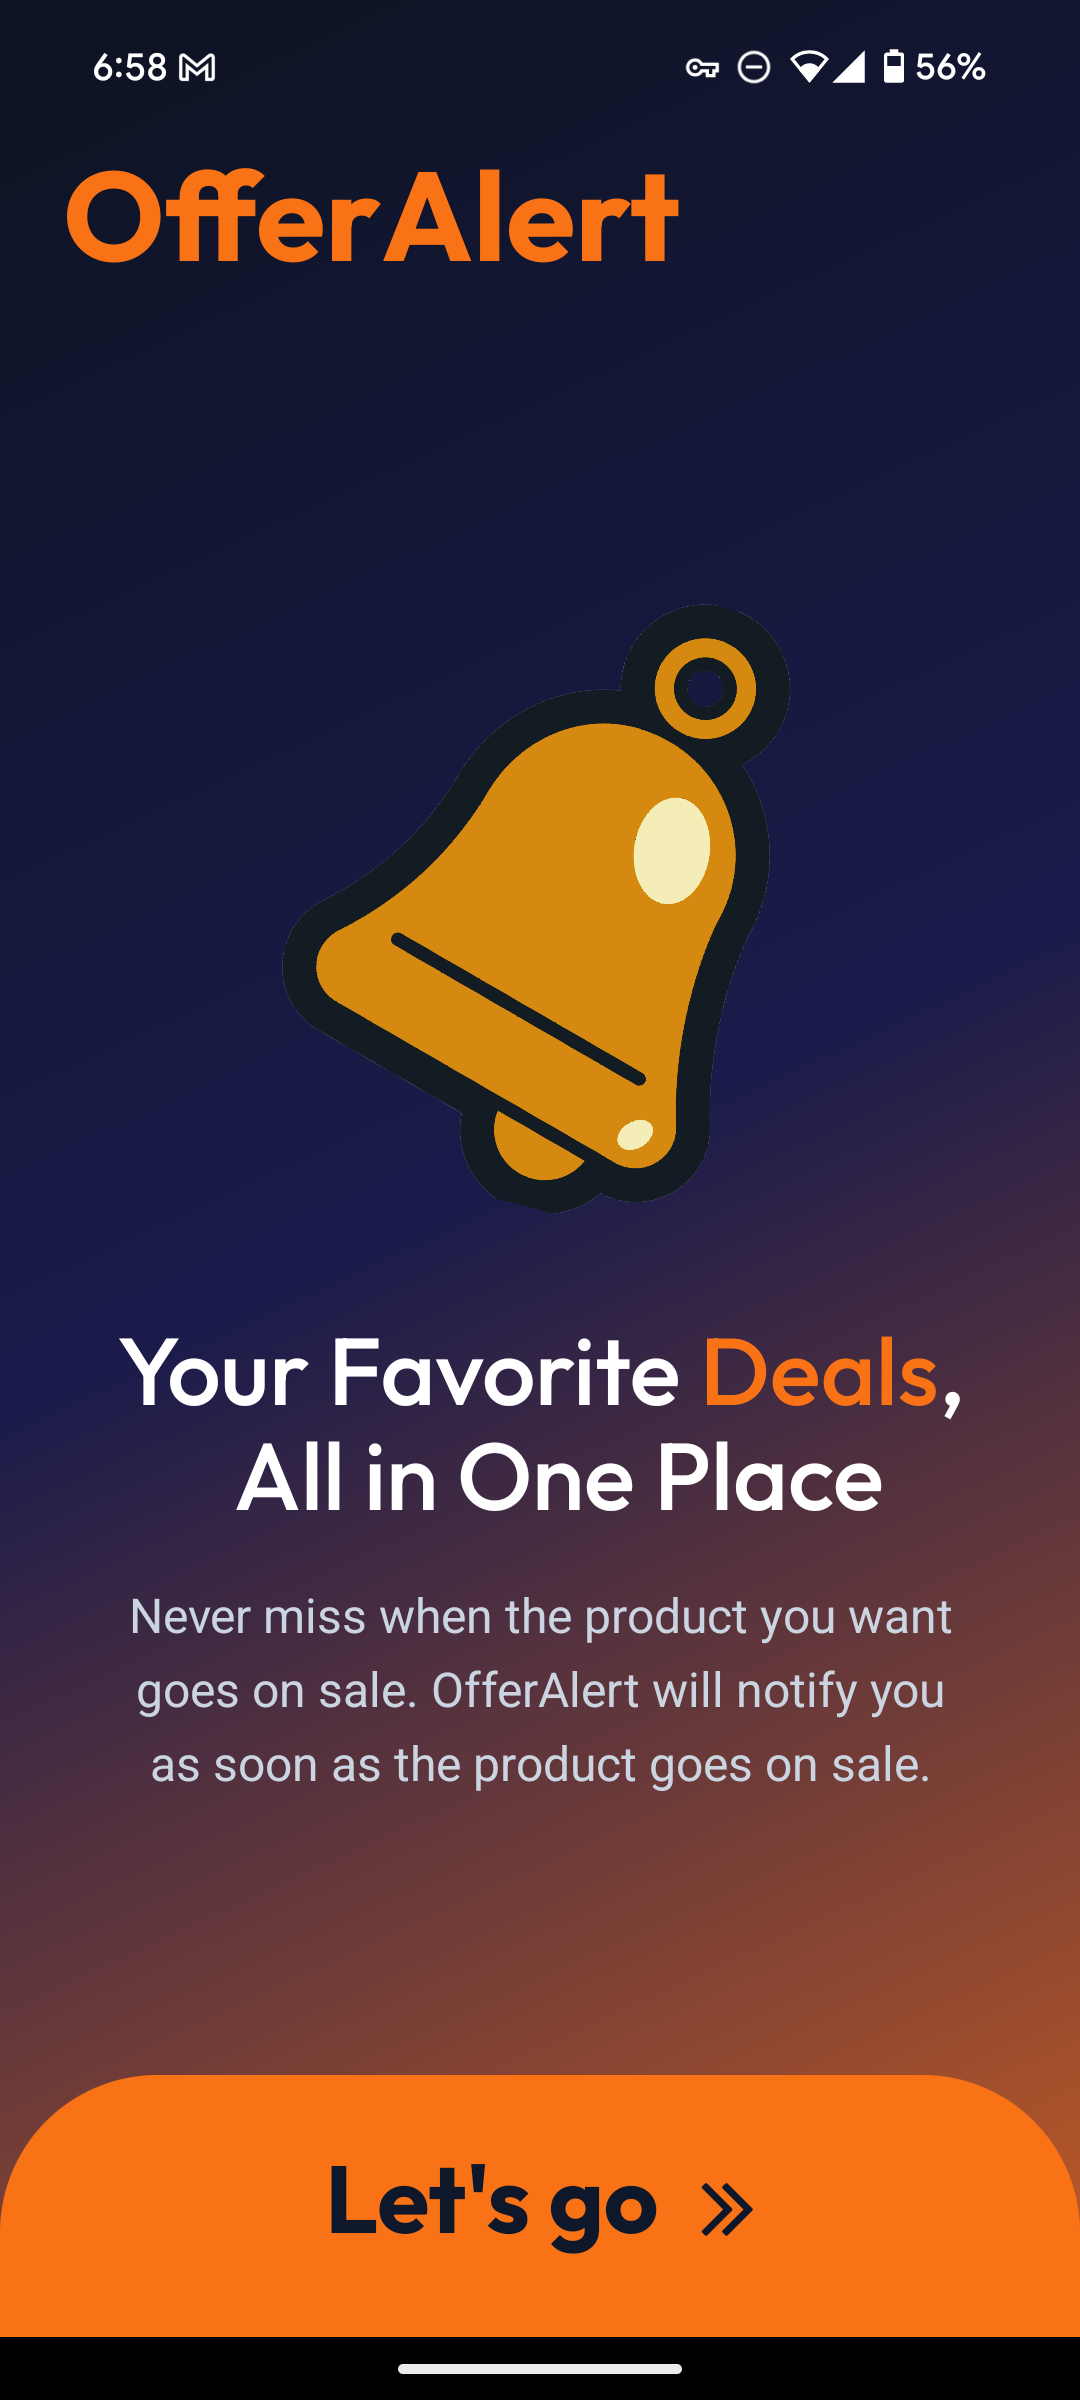 6:58
56%
OfferAlert
Your Favorite Deals,
All in One Place
Never miss when the product you want
goes on sale. OfferAlert will notify you
as soon as the product goes on sale.
Let's go